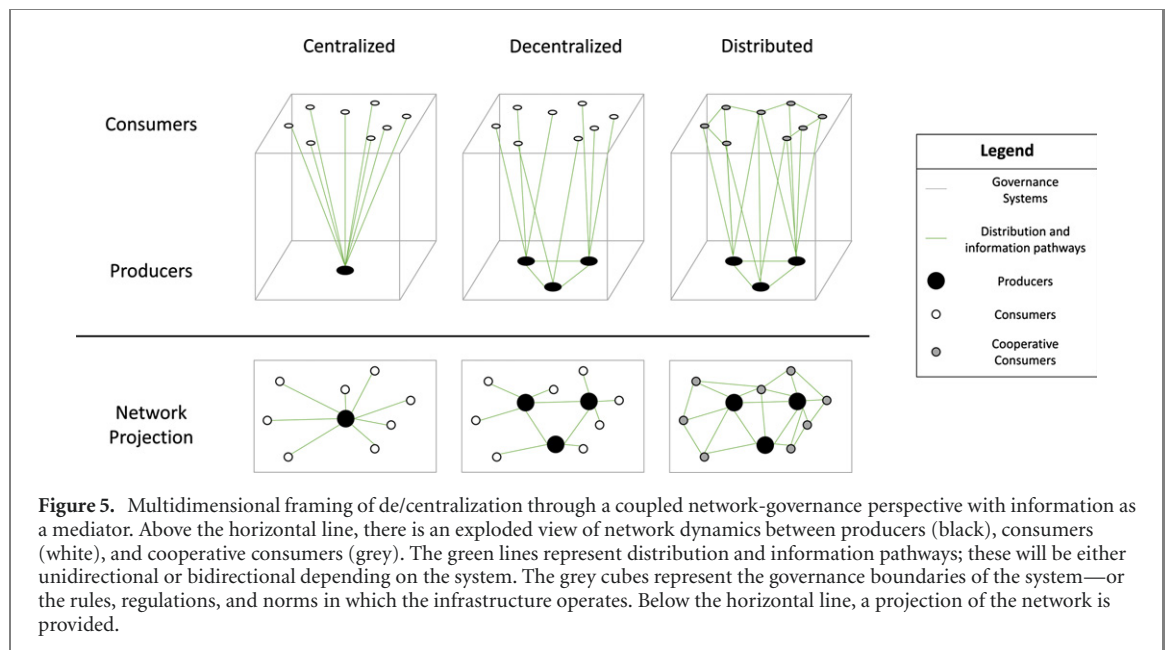 Centralized Decentralized Distributed
Consumers
Producers
Network
Projection
Legend
Governance
Systems
Distribution and
information pathways
Producers
Consumers
Cooperative
Consumers
Figure 5. Multidimensional framing of de/centralization through a coupled network-governance perspective with information as
a mediator. Above the horizontal line, there is an exploded view of network dynamics between producers (black), consumers
(white), and cooperative consumers (grey). The green lines represent distribution and information pathways; these will be either
unidirectional or bidirectional depending on the system. The grey cubes represent the governance boundaries of the system—or
the rules, regulations, and norms in which the infrastructure operates. Below the horizontal line, a projection of the network is
provided.